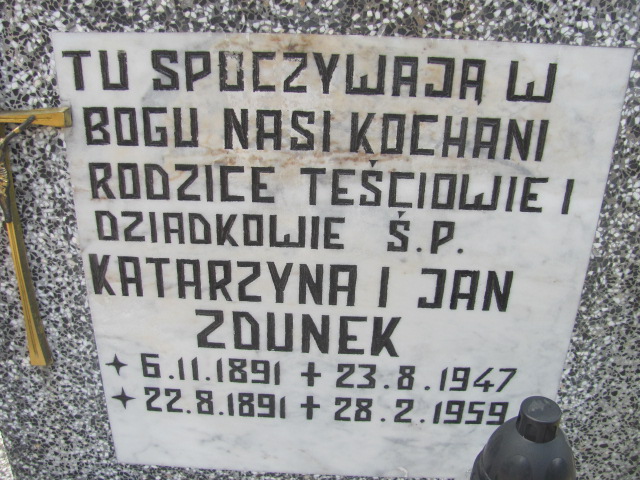 TU SPOCZYWAJĄ W
BOGU NASI KOCHANI
RODZICE TEŚCIOWIE I
DZIADKOWIE Ś.P.
KATARZYNA I JAN
ZDUNEK
✦ 6.11.1891 + 23.8.1947
✦ 22.8.1891 + 28.2.1959